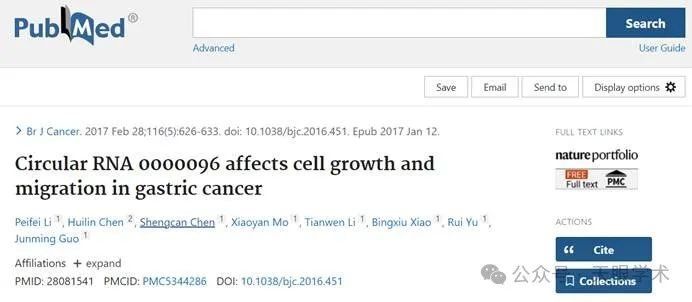 PubMed®
Search
Advanced
User Guide
Save
Email
Send to
Display options
> Br J Cancer. 2017 Feb 28;116(5):626-633. doi: 10.1038/bjc.2016.451. Epub 2017 Jan 12.
Circular RNA 0000096 affects cell growth and
migration in gastric cancer
Peifei Li 1, Huilin Chen 2, Shengcan Chen 1, Xiaoyan Mo 1, Tianwen Li 1, Bingxiu Xiao 1, Rui Yu 1,
Junming Guo 1
Affiliations + expand
PMID: 28081541 PMCID: PMC5344286 DOI: 10.1038/bjc.2016.451
FULL TEXT LINKS
natureportfolio
FREE
Full text
PMC
ACTIONS
Cite
Collections
公众号·天眼学术